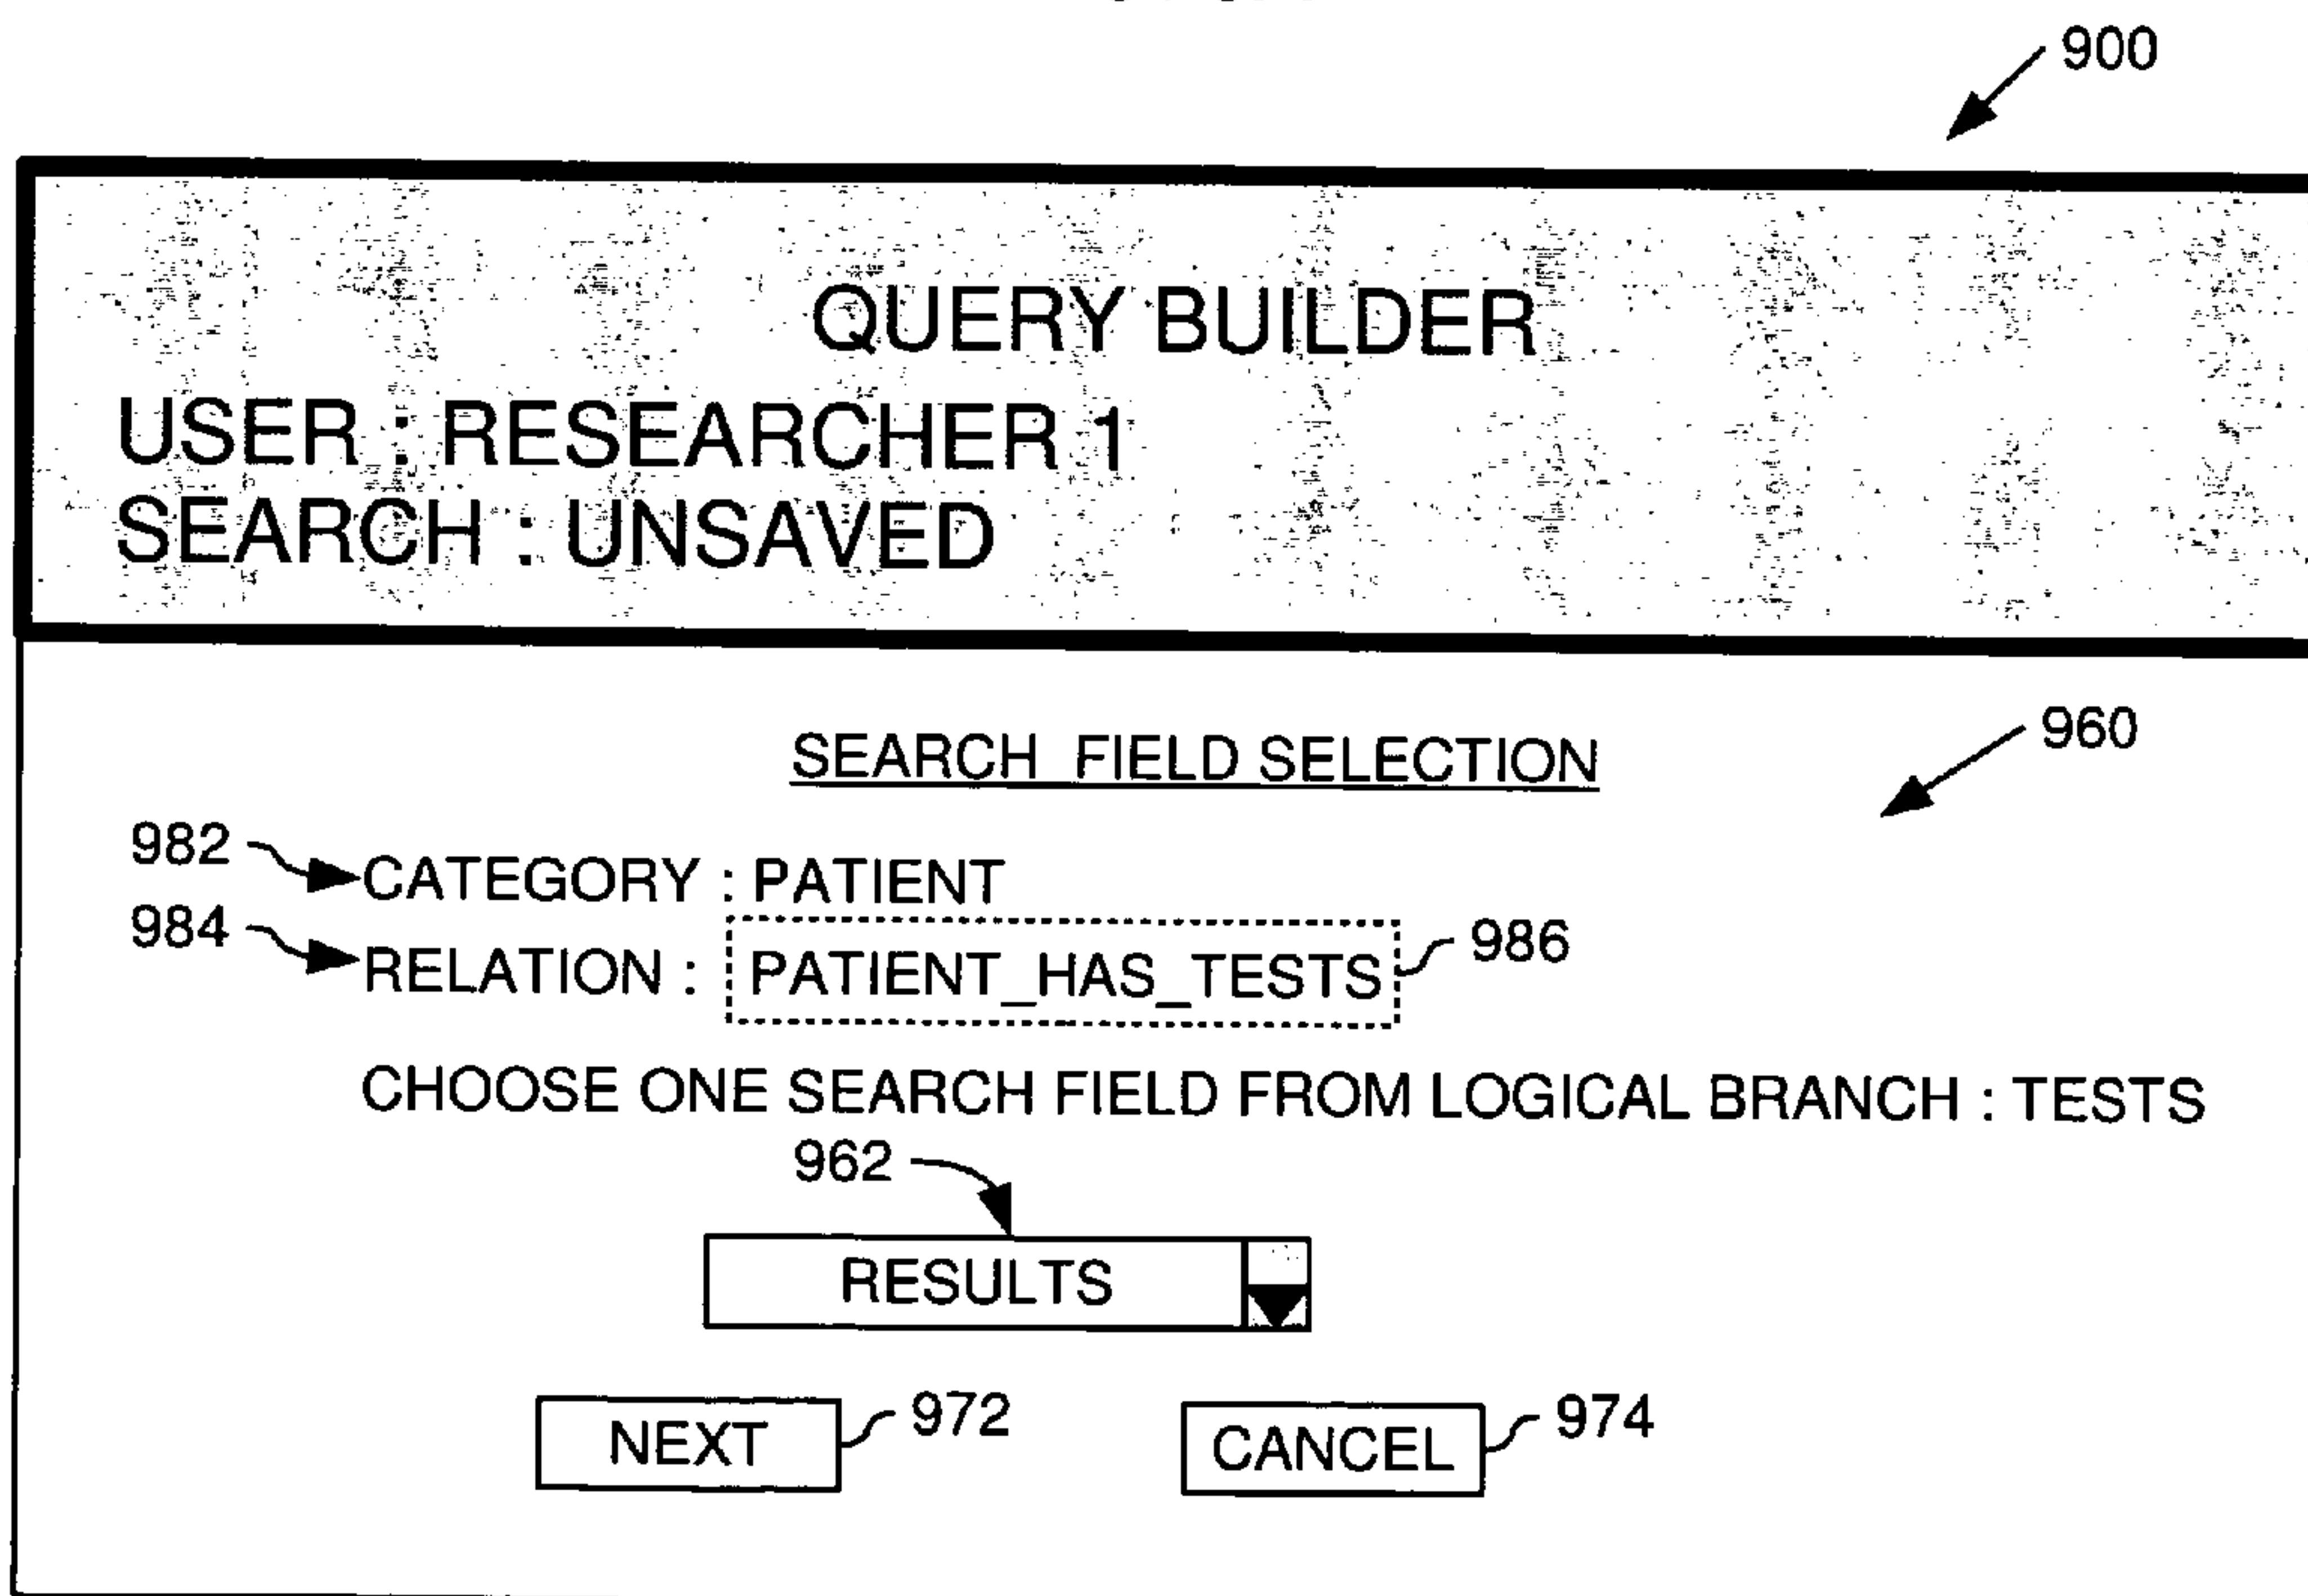 900
QUERY BUILDER
USER : RESEARCHER 1
SEARCH : UNSAVED
SEARCH FIELD SELECTION
960
982
CATEGORY : PATIENT
984
RELATION : PATIENT_HAS_TESTS
986
CHOOSE ONE SEARCH FIELD FROM LOGICAL BRANCH : TESTS
962
RESULTS
NEXT
972
CANCEL
974